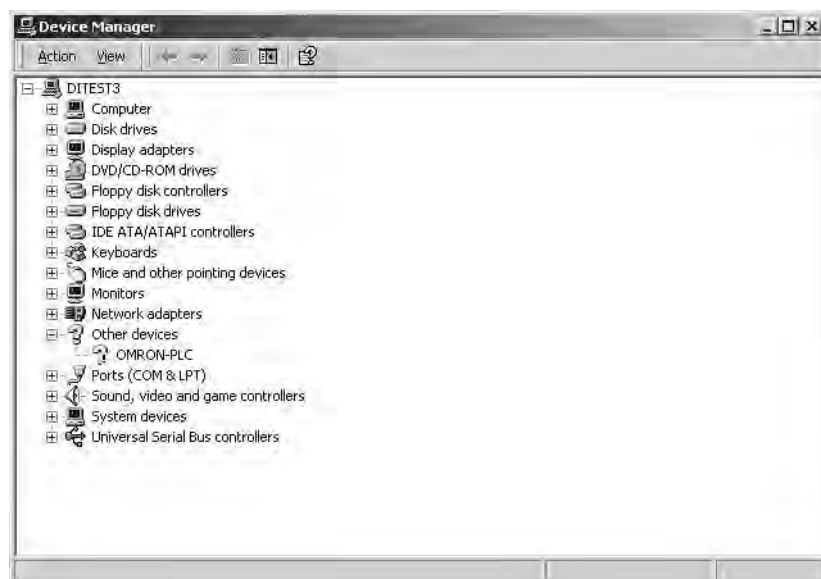 Device Manager
Action View
DITEST3
Computer
Disk drives
Display adapters
DVD/CD-ROM drives
Floppy disk controllers
Floppy disk drives
IDE ATA/ATAPI controllers
Keyboards
Mice and other pointing devices
Monitors
Network adapters
Other devices
OMRON-PLC
Ports (COM & LPT)
Sound, video and game controllers
System devices
Universal Serial Bus controllers